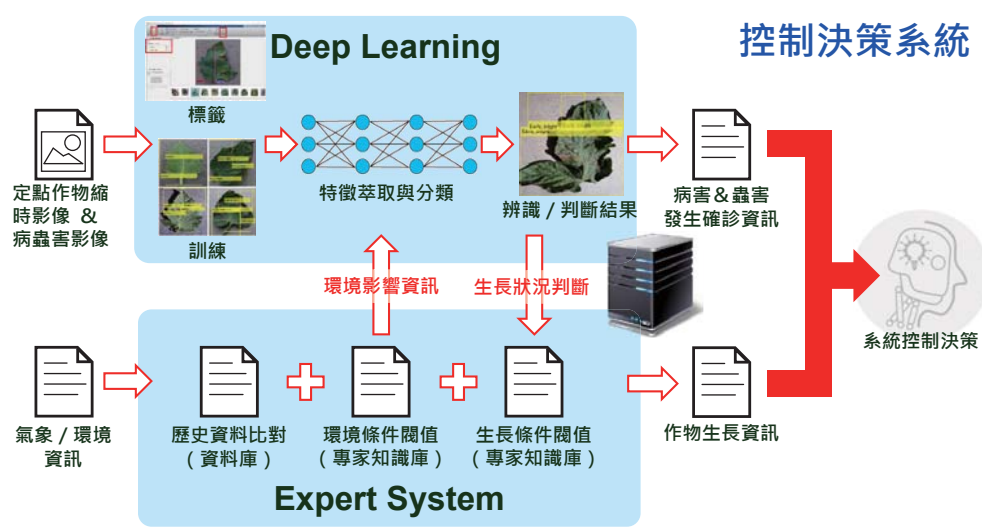 控制決策系統
Deep Learning
標籤
訓練
特徵萃取與分類
辨識 / 判斷結果
定點作物縮
時影像 &
病蟲害影像
病害&蟲害
發生確診資訊
環境影響資訊
生長狀況判斷
系統控制決策
氣象 / 環境
資訊
歷史資料比對
( 資料庫 )
環境條件閥值
( 專家知識庫 )
生長條件閥值
( 專家知識庫 )
作物生長資訊
Expert System